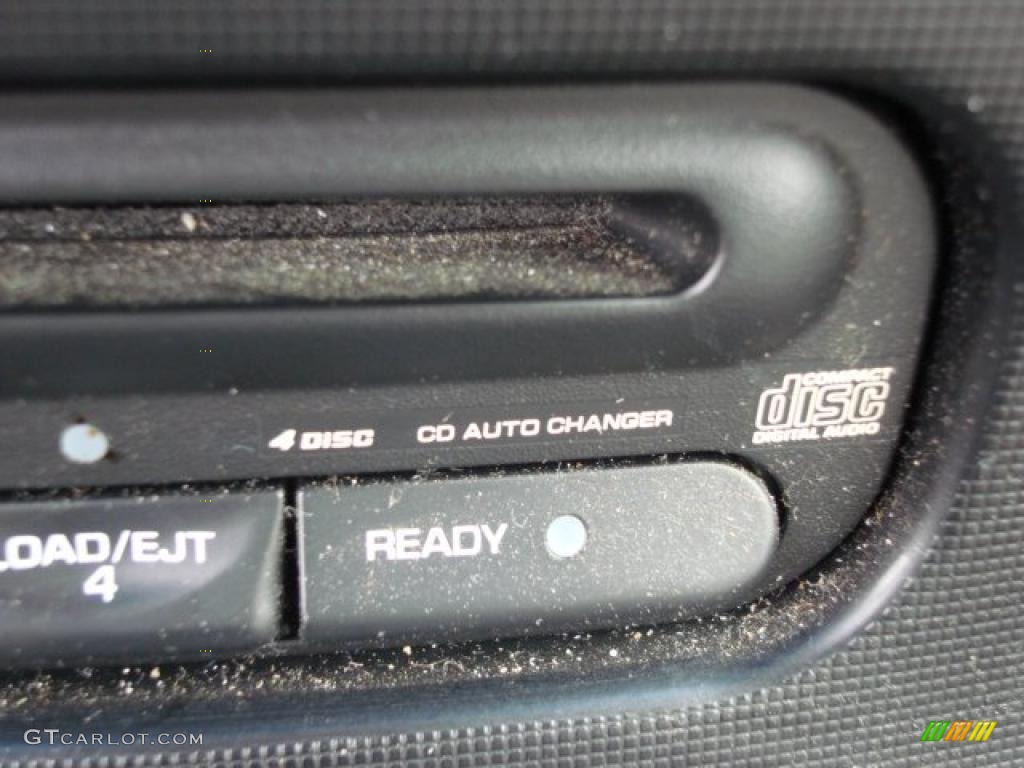 4 DISC CD AUTO CHANGER
COMPACT
disc
DIGITAL AUDIO
LOAD/EJT
4
READY
GTCARLOT.COM